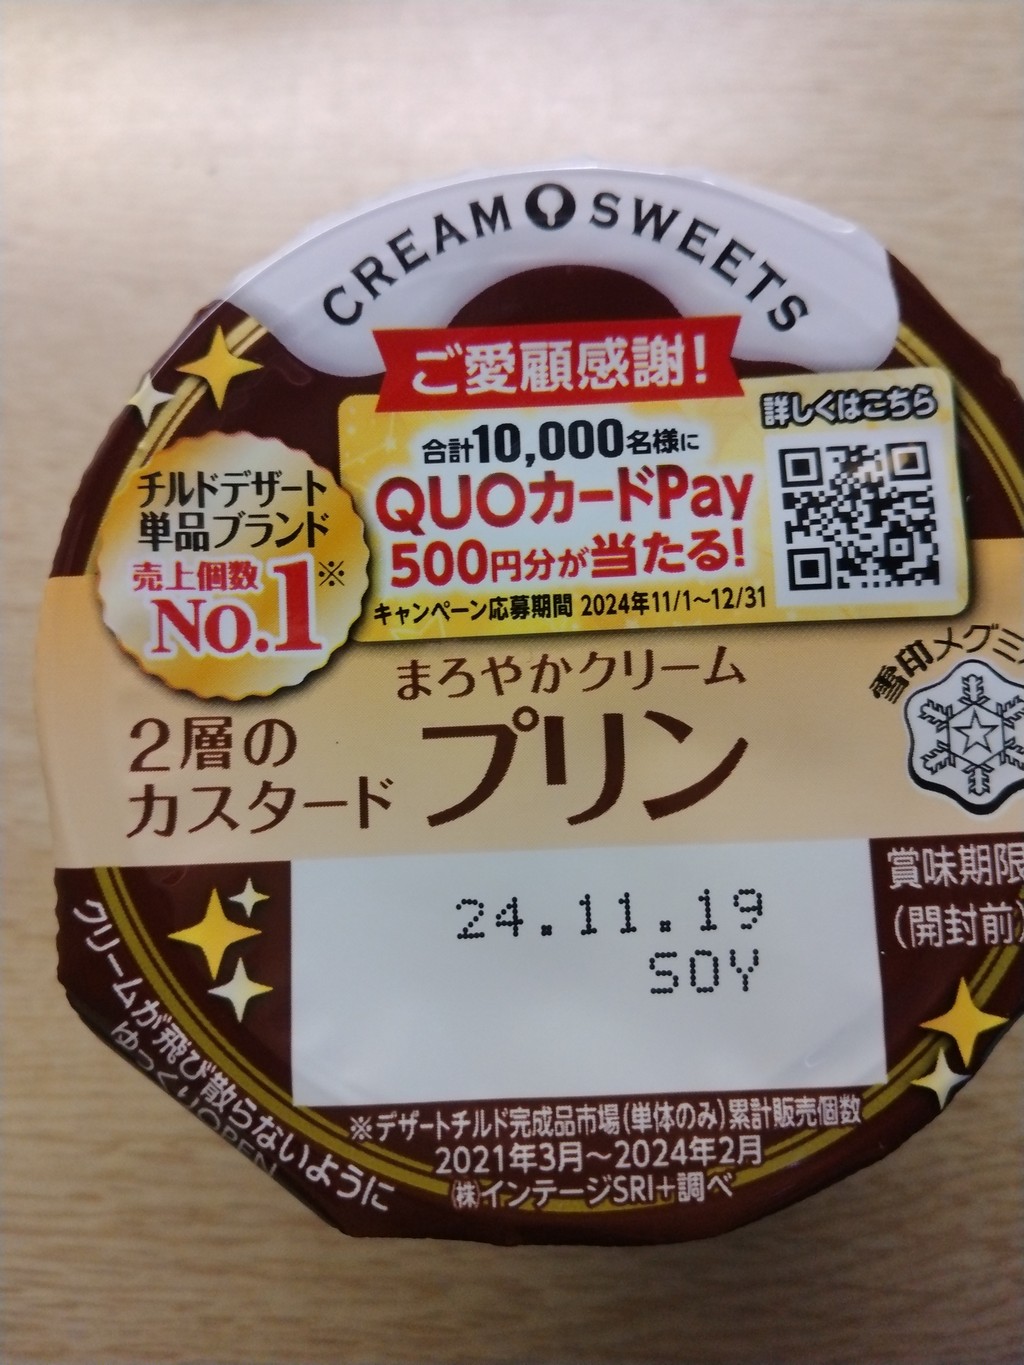 CREAM SWEETS
ご愛顧感謝!
合計10,000名様に
QUOカードPay
500円分が当たる!
キャンペーン応募期間 2024年11/1~12/31
詳しくはこちら
チルドデザート
単品ブランド
売上個数
No.1※
雪印メグミ
まろやかクリーム
2層の
カスタード
プリン
賞味期限
(開封前)
24.11.19
SOY
クリームが飛び散らないように
ゆっくりOPEN
※デザートチルド完成品市場(単体のみ)累計販売個数
2021年3月~2024年2月
㈱インテージSRI+調べ